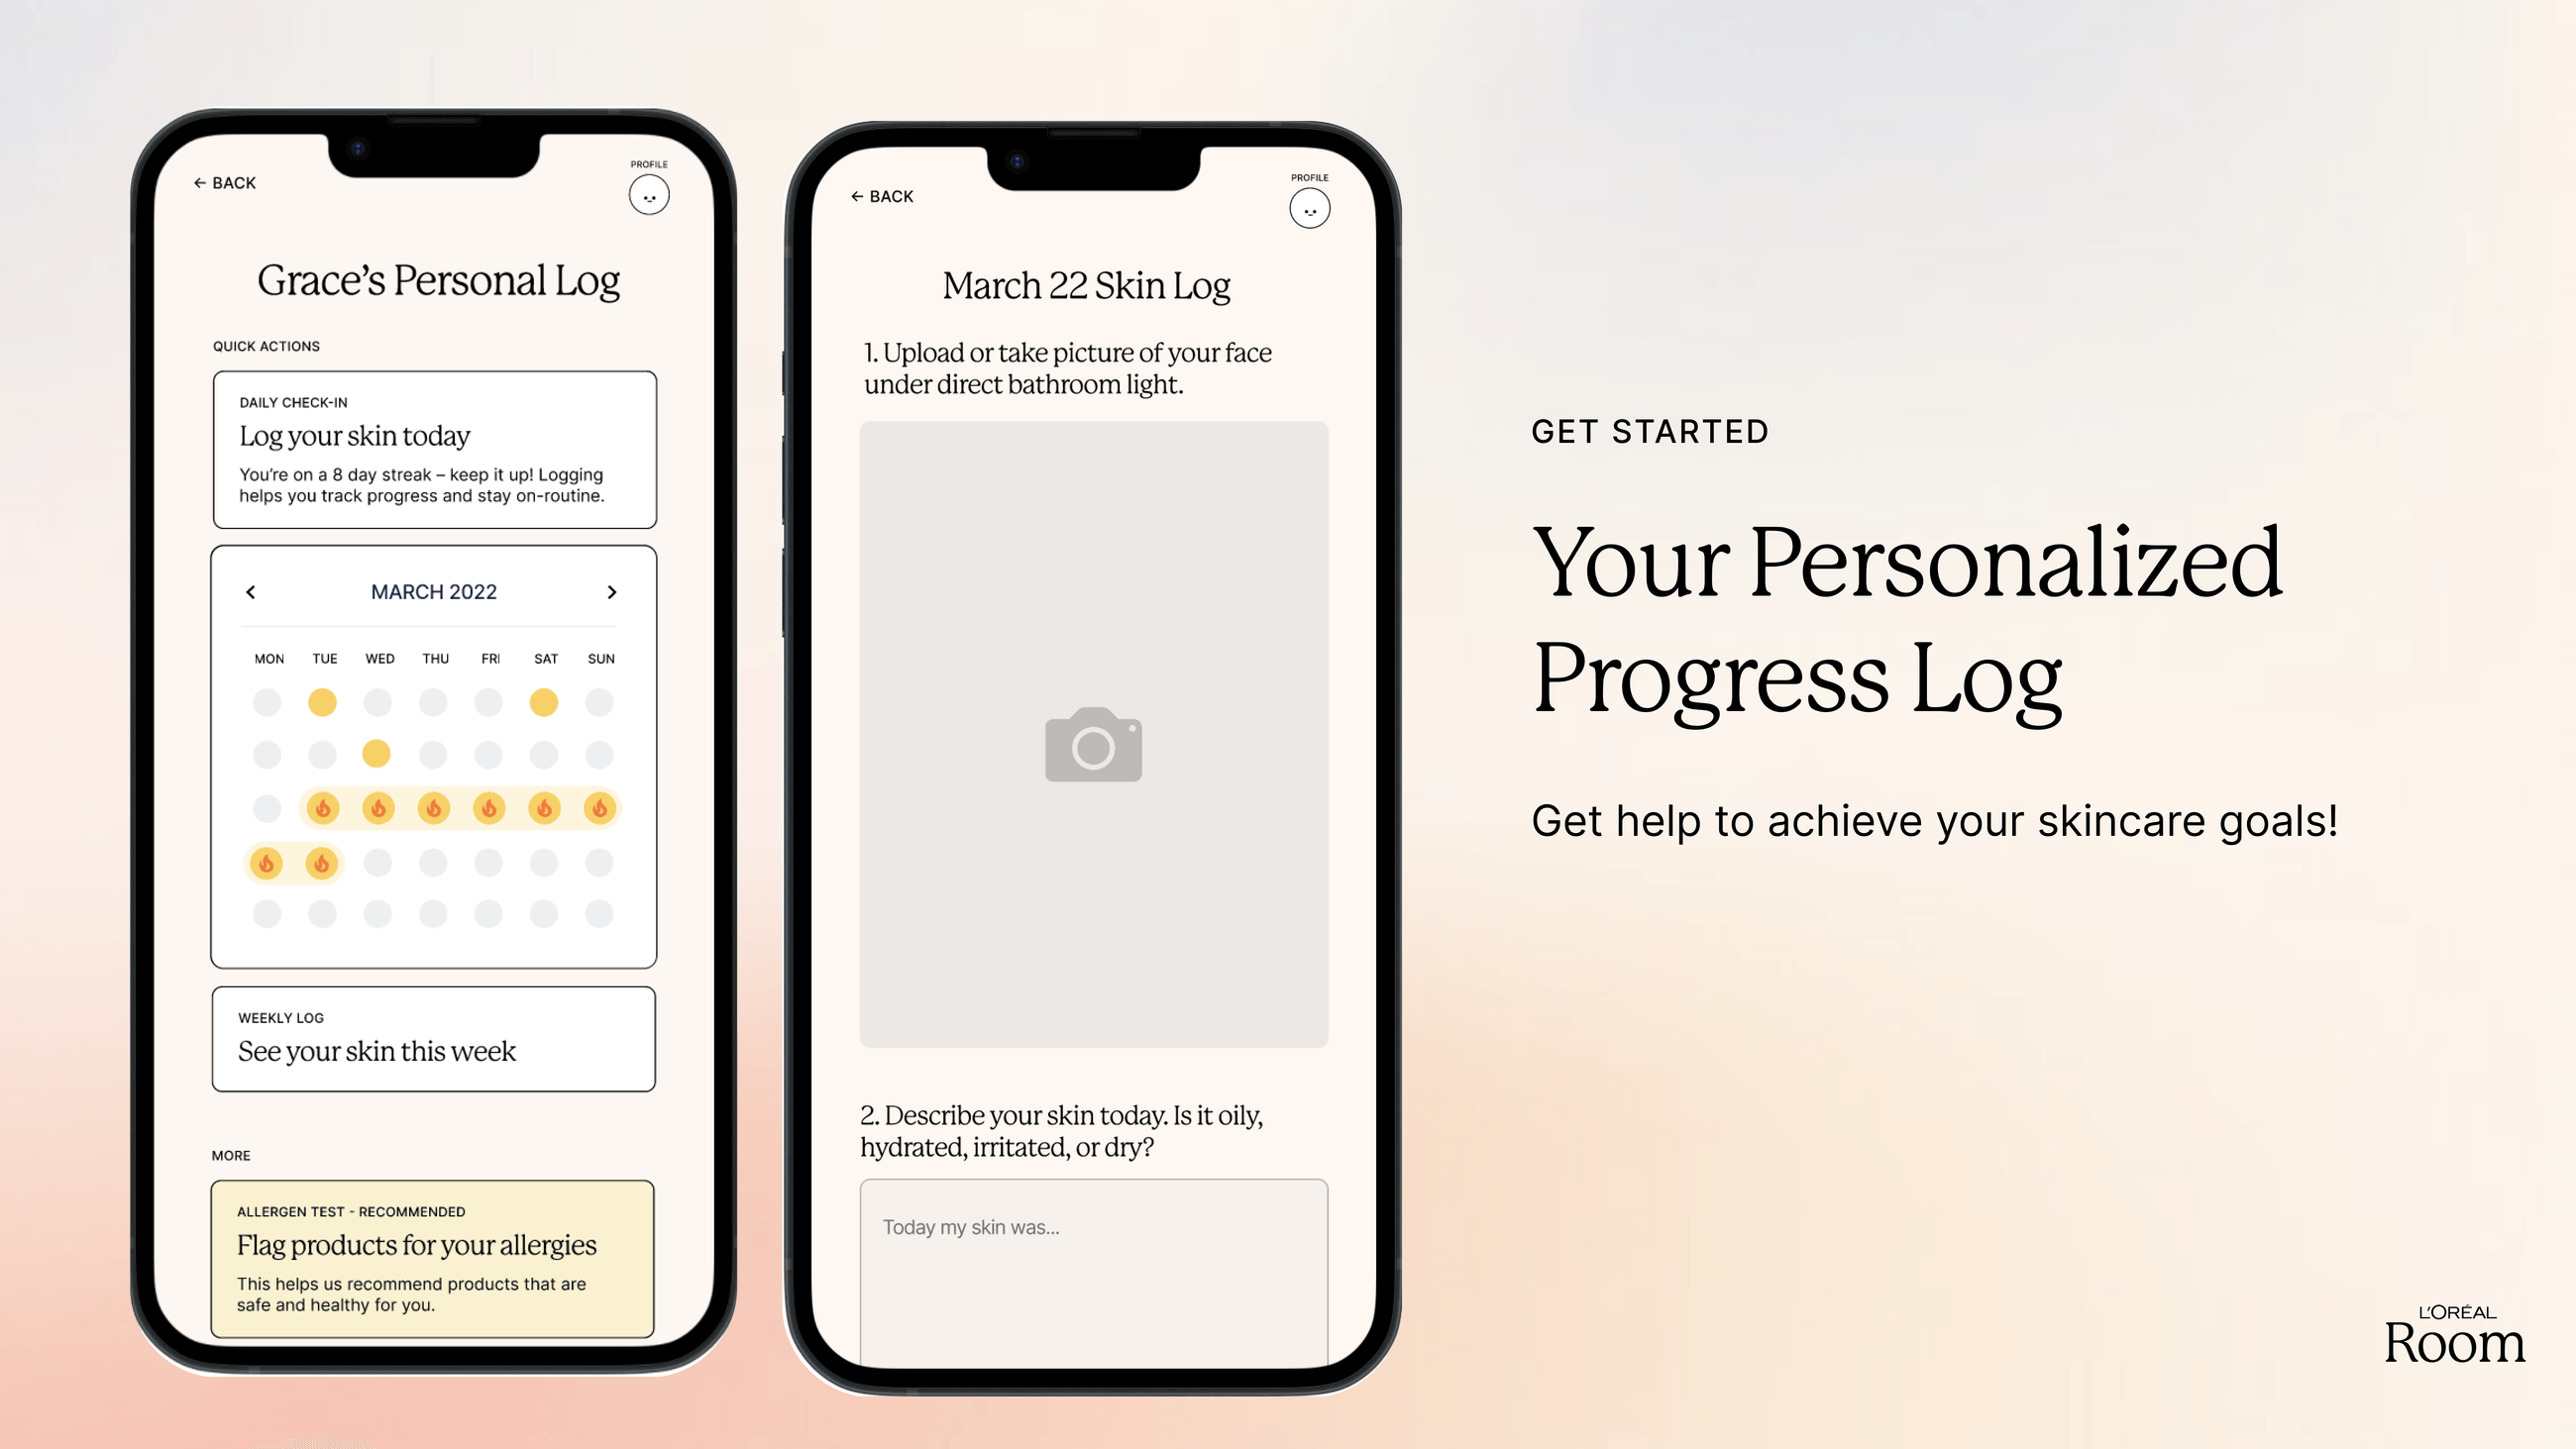 ← BACK
PROFILE
Grace’s Personal Log
QUICK ACTIONS
DAILY CHECK-IN
Log your skin today
You’re on a 8 day streak – keep it up! Logging
helps you track progress and stay on-routine.
MARCH 2022
MON TUE WED THU FRI SAT SUN
WEEKLY LOG
See your skin this week
MORE
ALLERGEN TEST - RECOMMENDED
Flag products for your allergies
This helps us recommend products that are
safe and healthy for you.
← BACK
PROFILE
March 22 Skin Log
1. Upload or take picture of your face
under direct bathroom light.
2. Describe your skin today. Is it oily,
hydrated, irritated, or dry?
Today my skin was...
GET STARTED
Your Personalized
Progress Log
Get help to achieve your skincare goals!
L’ORÉAL
Room